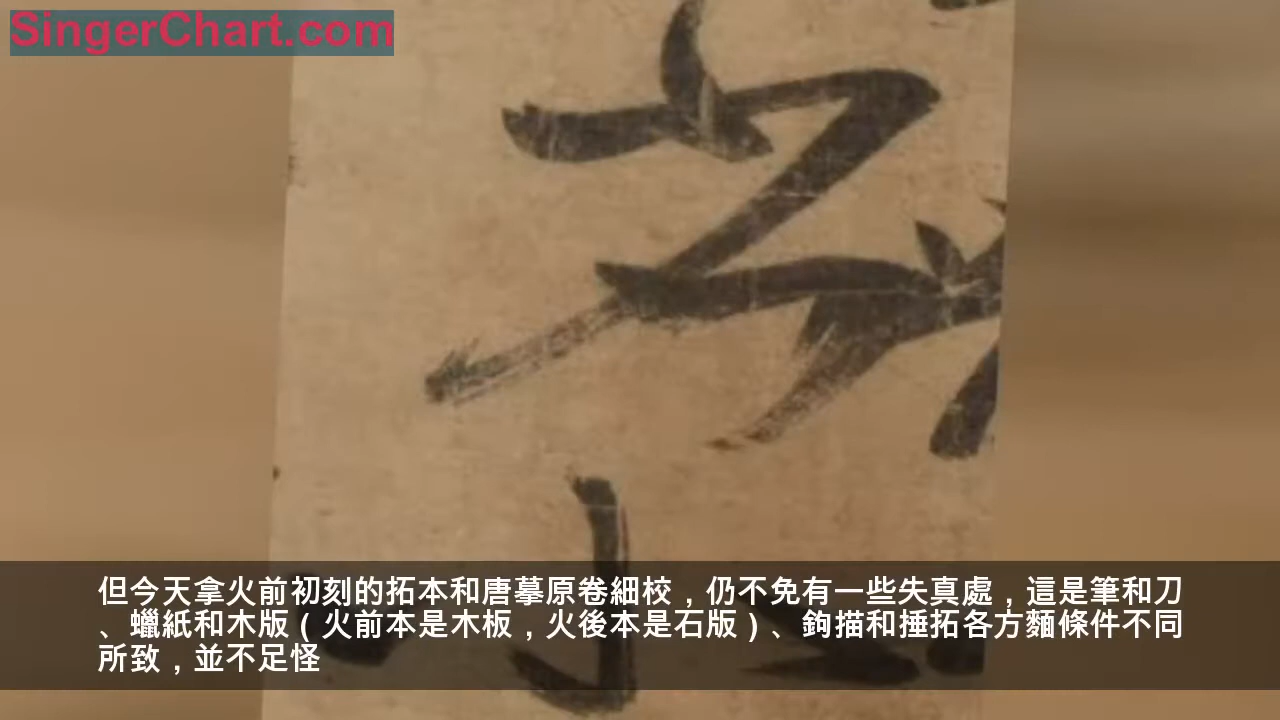 SingerChart.com
但今天拿火前初刻的拓本和唐摹原卷細校，仍不免有一些失真處，這是筆和刀
、蠟紙和木版（火前本是木板，火後本是石版）、鉤描和捶拓各方麵條件不同
所致，並不足怪